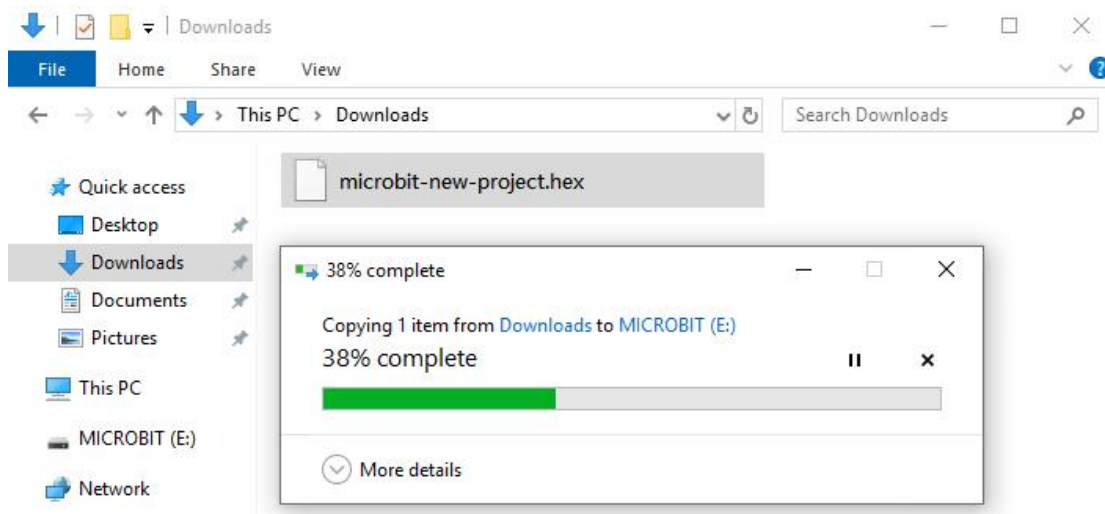 Downloads
File Home Share View
This PC > Downloads
Search Downloads
Quick access
Desktop
Downloads
Documents
Pictures
This PC
MICROBIT (E:)
Network
microbit-new-project.hex
38% complete
Copying 1 item from Downloads to MICROBIT (E:)
38% complete
More details